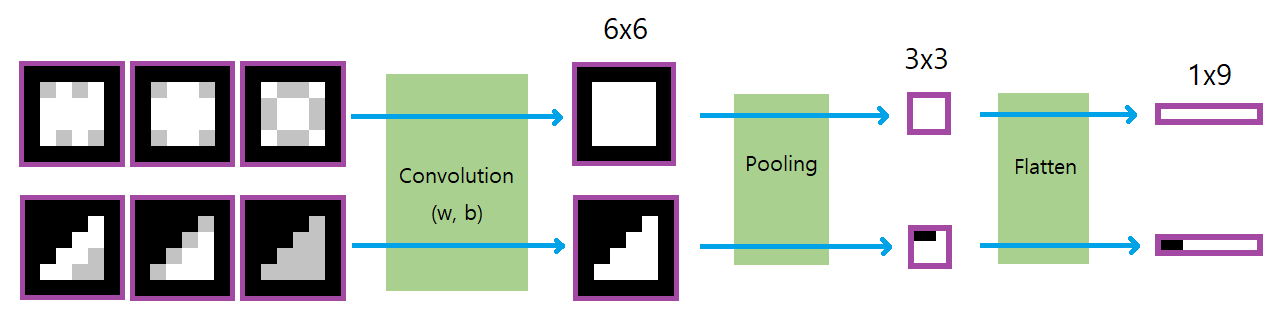 6x6
3x3
1x9
Convolution
(w, b)
Pooling
Flatten